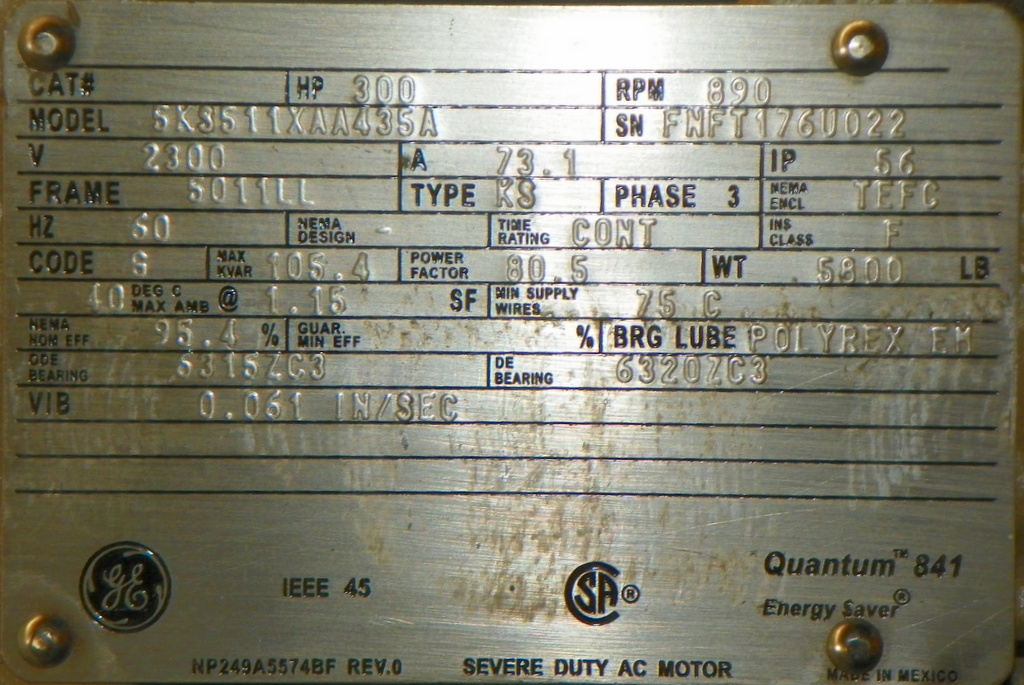 CAT# HP 300 RPM 890
MODEL 5KS511XAA435A SN FNFT176U022
V 2300 A 73.1 IP 56
FRAME 5011LL TYPE KS PHASE 3 NEMA ENCL TEFC
HZ 60 NEMA DESIGN TIME RATING CONT INS CLASS F
CODE G MAX KVAR 105.4 POWER FACTOR 80.5 WT 5800 LB
40 DEG C MAX AMB @ 1.15 SF MIN SUPPLY WIRES 75 C
NEMA NOM EFF 95.4 % GUAR. MIN EFF % BRG LUBE POLYREX EM
ODE BEARING 6315ZC3 DE BEARING 6320ZC3
VIB 0.061 IN/SEC
GE IEEE 45 CSA® Quantum™ 841
Energy Saver®
NP249A5574BF REV.0 SEVERE DUTY AC MOTOR MADE IN MEXICO